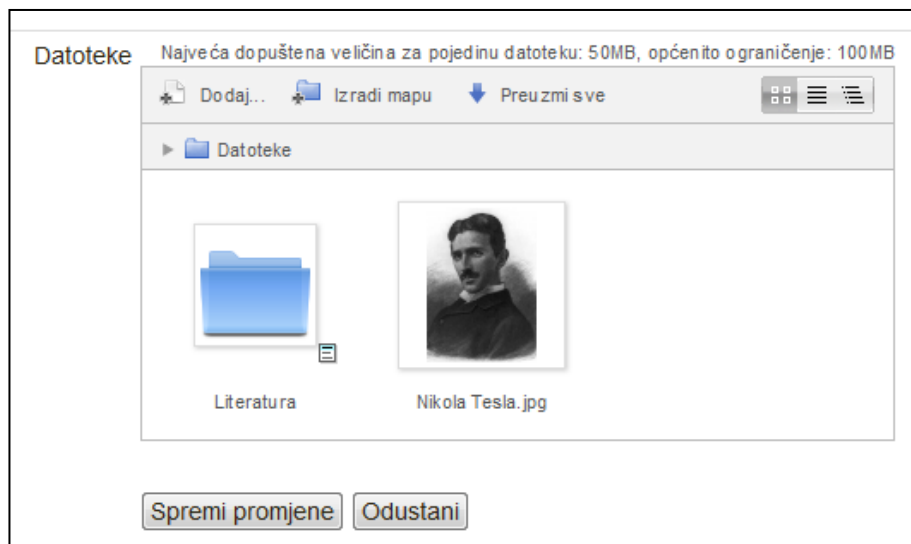 Datoteke Najveća dopuštena veličina za pojedinu datoteku: 50MB, općenito ograničenje: 100MB
Dodaj... Izradi mapu Preuzmi sve
Datoteke
Literatura Nikola Tesla.jpg
Spremi promjene Odustani